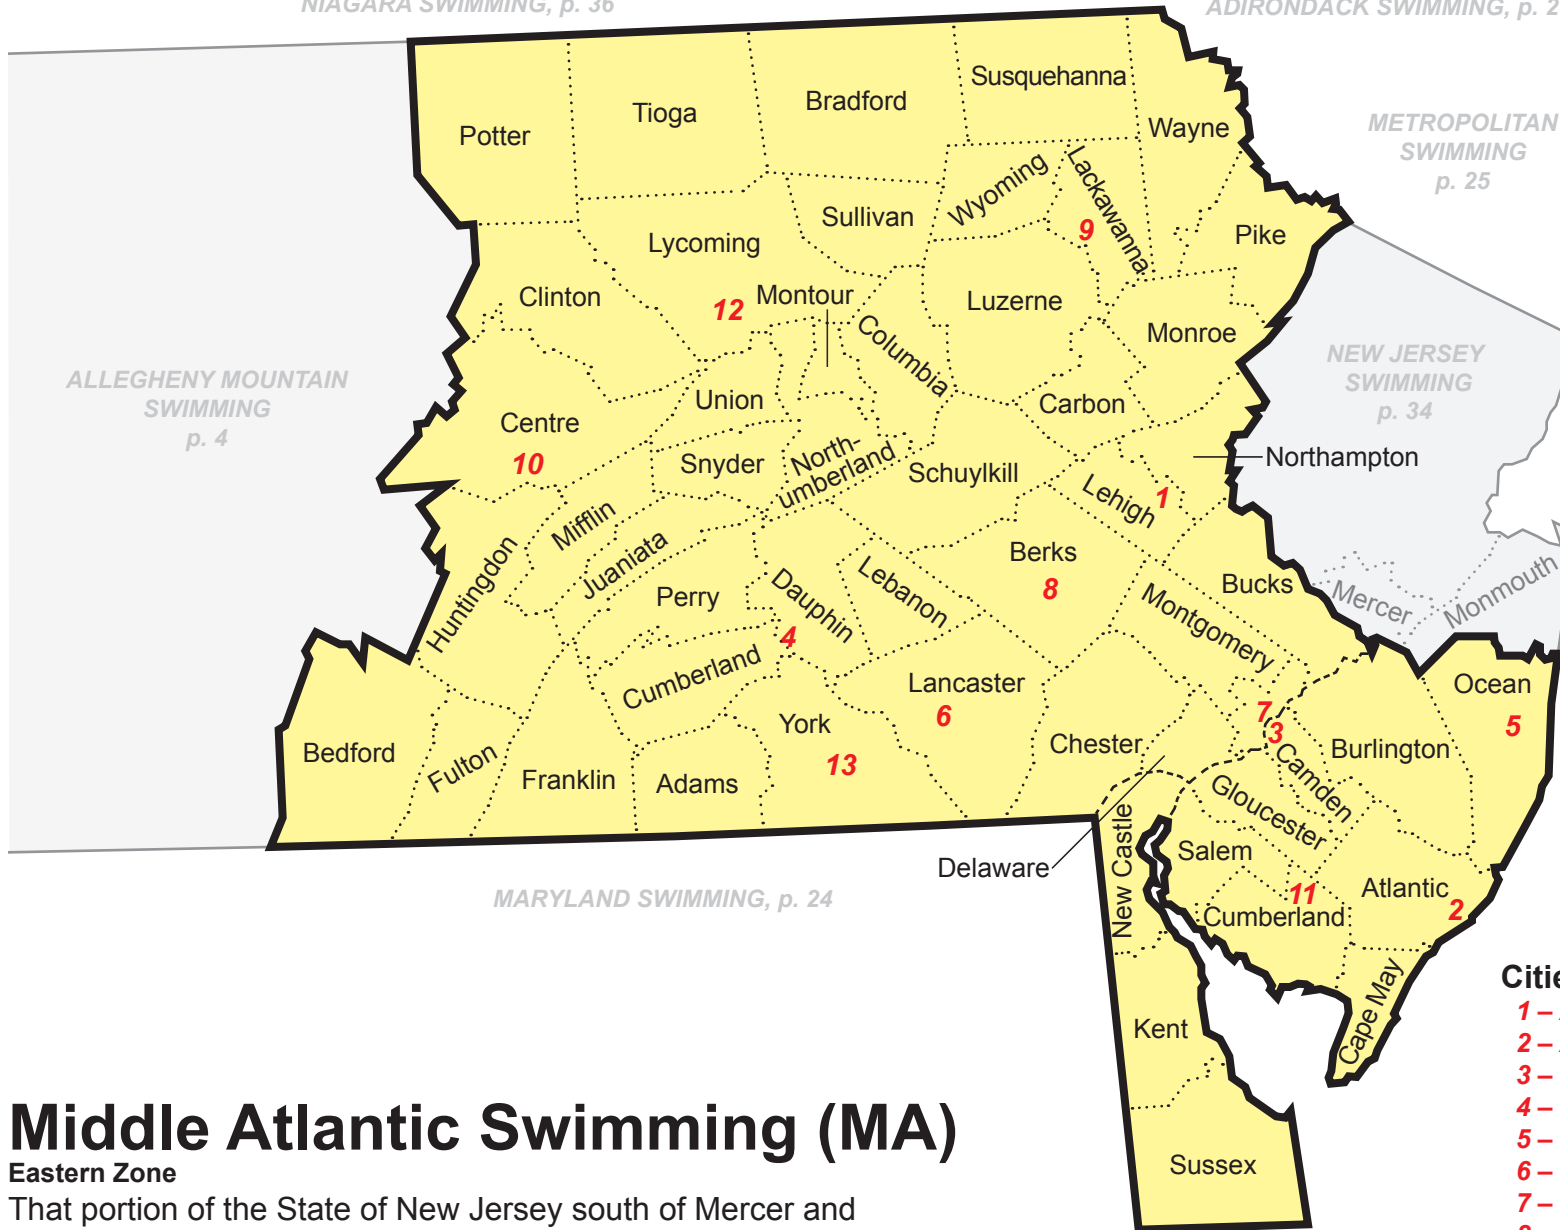 NIAGARA SWIMMING, p. 36
ADIRONDACK SWIMMING, p. 2
Susquehanna
Bradford
Tioga
Potter
Wayne
METROPOLITAN
SWIMMING
p. 25
Wyoming
Lackawanna
Sullivan
Lycoming
9
Pike
Clinton
12
Montour
Luzerne
Monroe
Columbia
ALLEGHENY MOUNTAIN
SWIMMING
p. 4
NEW JERSEY
SWIMMING
p. 34
Union
Carbon
Centre
10
Snyder
North-
umberland
Schuylkill
Northampton
Lehigh
1
Mifflin
Juaniata
Huntingdon
Berks
8
Bucks
Mercer
Monmouth
Perry
Dauphin
Lebanon
Montgomery
4
Cumberland
Lancaster
6
Ocean
5
York
13
7
3
Chester
Camden
Burlington
Bedford
Fulton
Franklin
Adams
Gloucester
Delaware
New Castle
Salem
11
Atlantic
2
Cumberland
MARYLAND SWIMMING, p. 24
Cape May
Kent
Sussex
Citie
1 –
2 –
3 –
4 –
5 –
6 –
7 –
Middle Atlantic Swimming (MA)
Eastern Zone
That portion of the State of New Jersey south of Mercer and